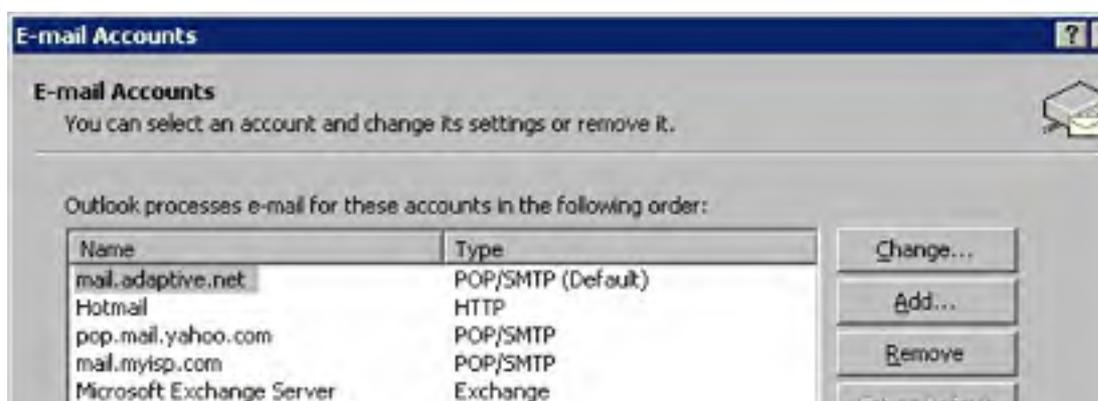 E-mail Accounts
?
E-mail Accounts
You can select an account and change its settings or remove it.
Outlook processes e-mail for these accounts in the following order:
Name Type
mail.adaptive.net POP/SMTP (Default)
Hotmail HTTP
pop.mail.yahoo.com POP/SMTP
mail.myisp.com POP/SMTP
Microsoft Exchange Server Exchange
Change...
Add...
Remove